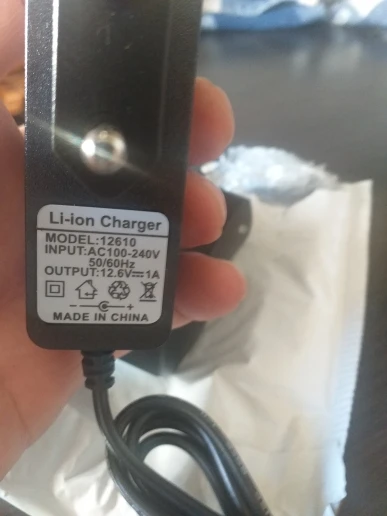 Li-ion Charger
MODEL:12610
INPUT:AC100-240V
50/60Hz
OUTPUT:12.6V⎓1A
- +
MADE IN CHINA